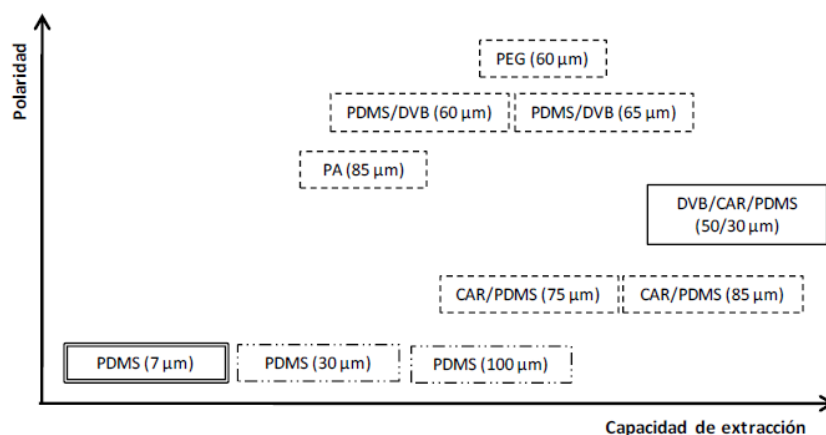 Polaridad
PEG (60 μm)
PDMS/DVB (60 μm)
PDMS/DVB (65 μm)
PA (85 μm)
DVB/CAR/PDMS
(50/30 μm)
CAR/PDMS (75 μm)
CAR/PDMS (85 μm)
PDMS (7 μm)
PDMS (30 μm)
PDMS (100 μm)
Capacidad de extracción